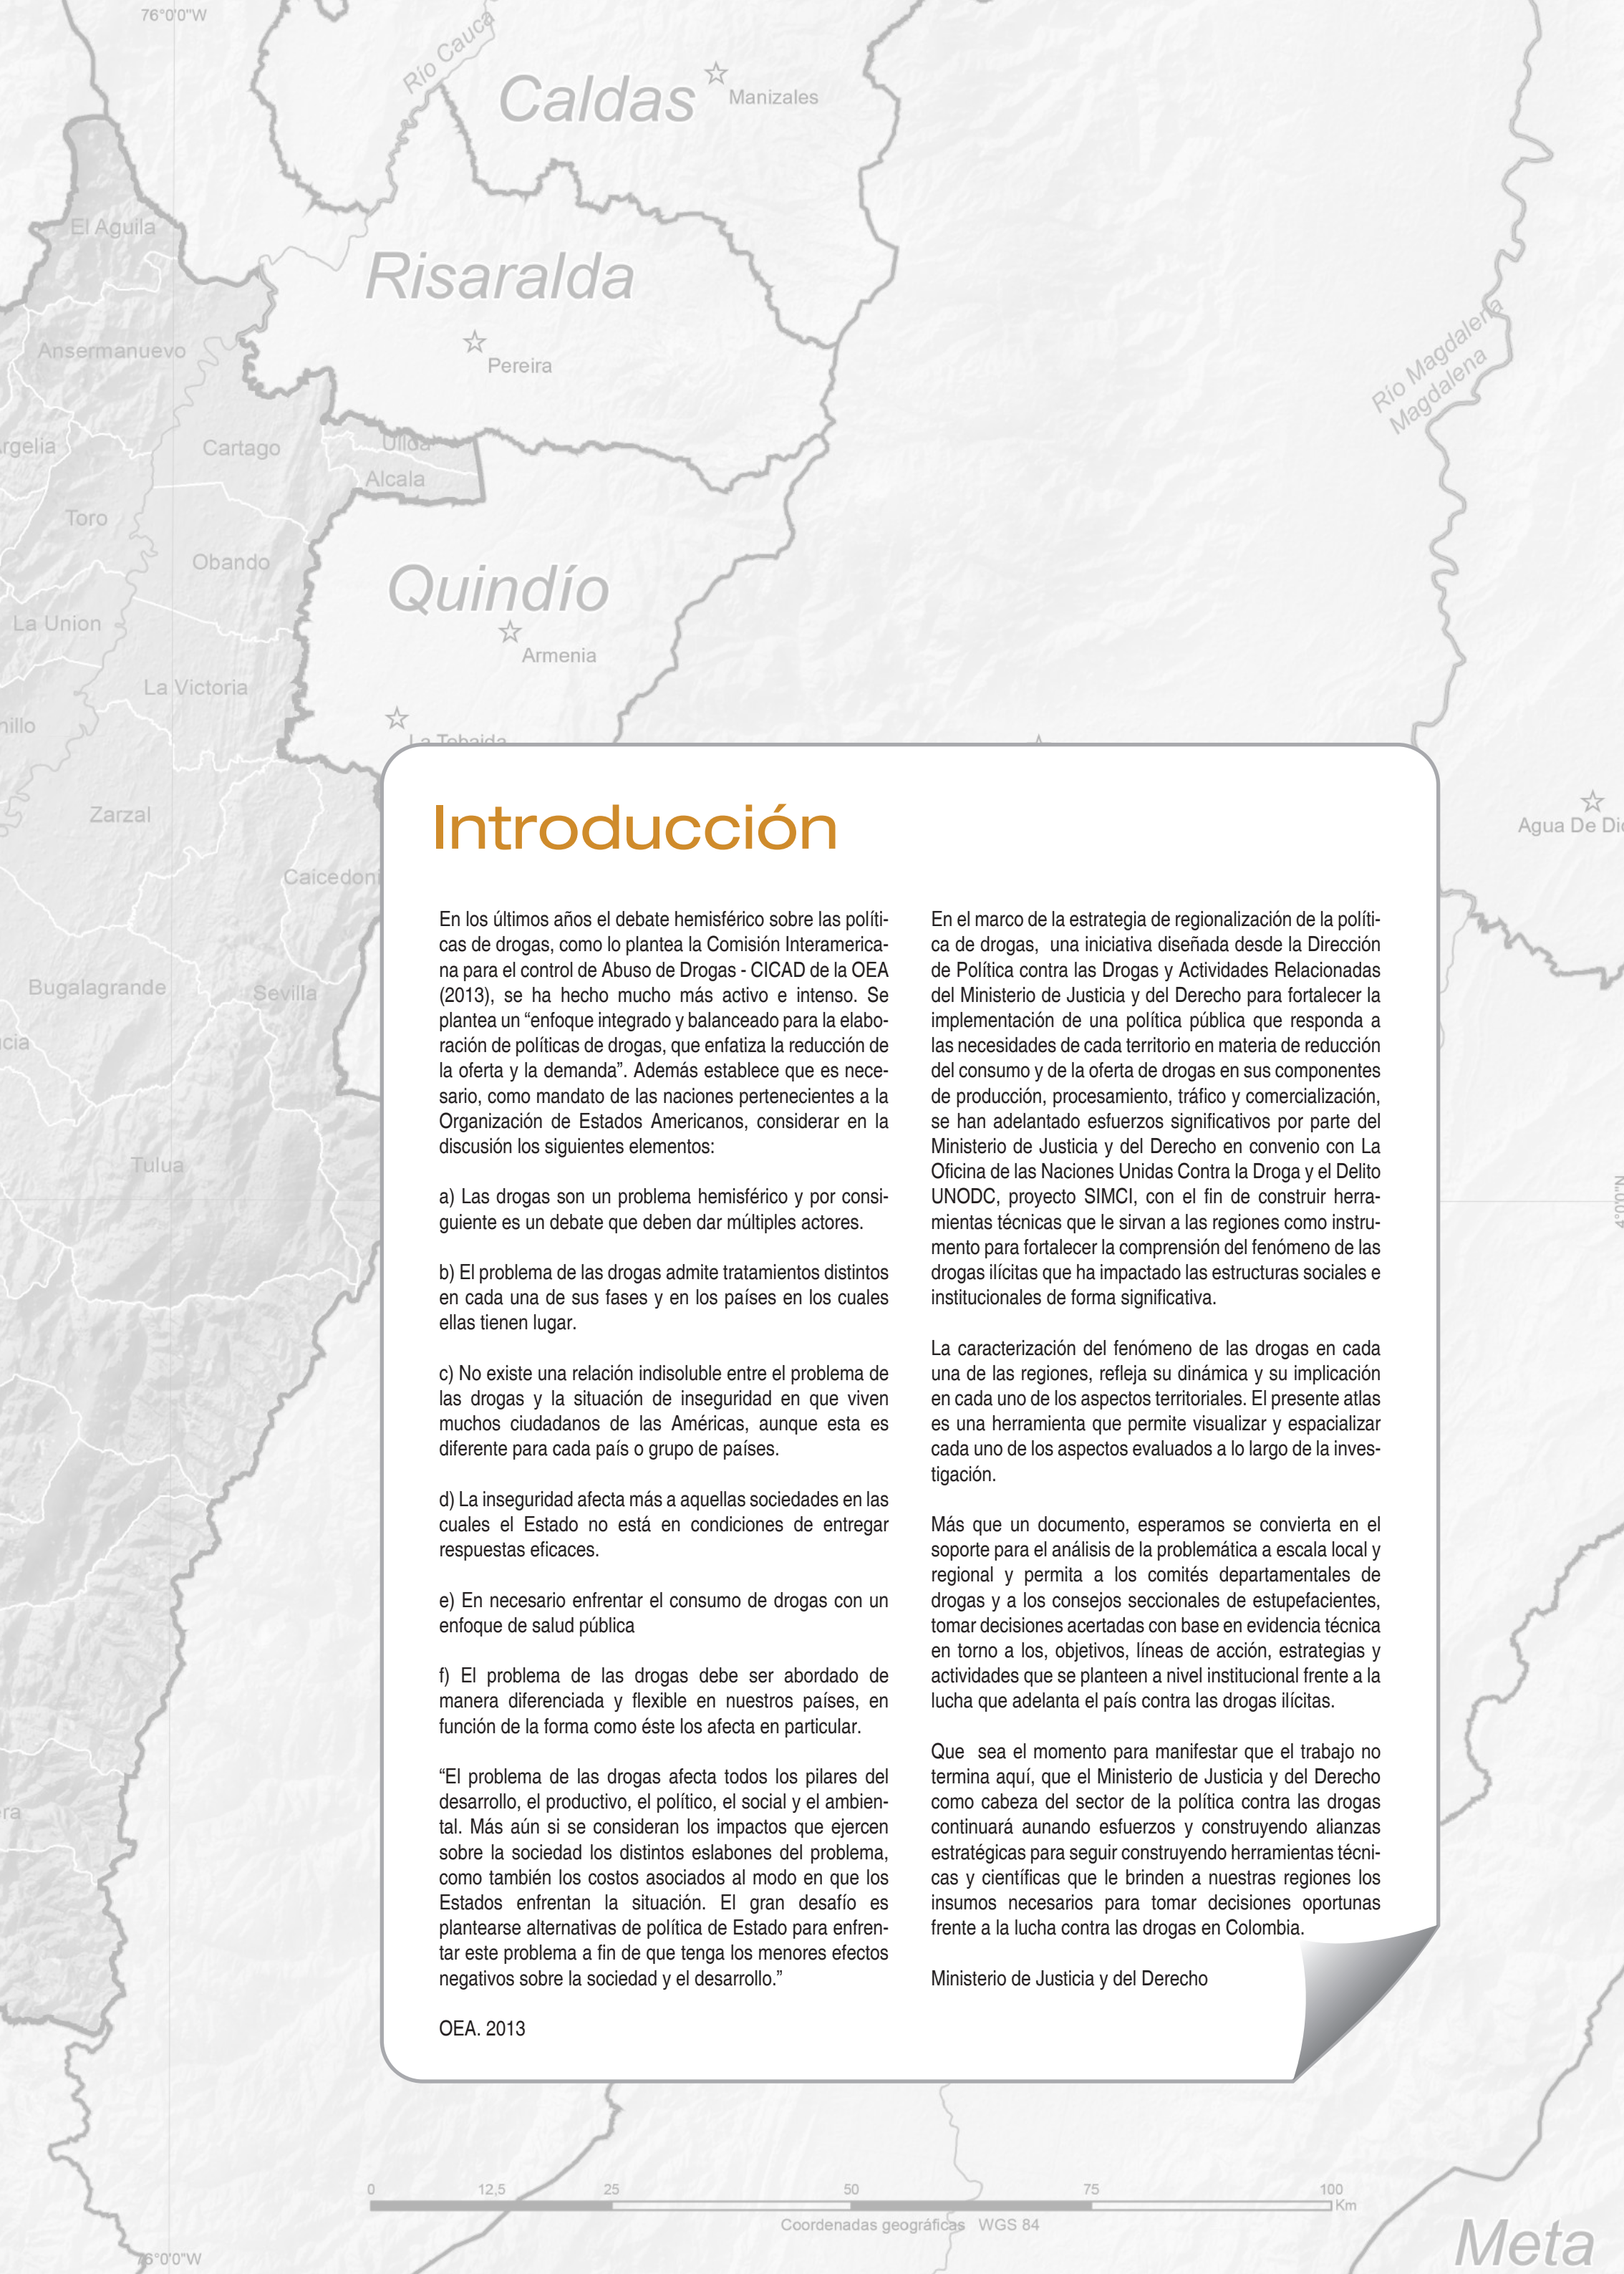 76°0'0"W
Río Cauca
Caldas
Manizales
El Aguila
Risaralda
Pereira
Ansermanuevo
Río Magdalena
Magdalena
Cartago
Ulloa
Alcala
Toro
Obando
Quindío
La Union
Armenia
La Victoria
La Tebaida
Zarzal
Caicedoni
Bugalagrande
Sevilla
Tulua
Agua De Dio
4°0'0"N
Introducción
En los últimos años el debate hemisférico sobre las políti-
cas de drogas, como lo plantea la Comisión Interamerica-
na para el control de Abuso de Drogas - CICAD de la OEA
(2013), se ha hecho mucho más activo e intenso. Se
plantea un “enfoque integrado y balanceado para la elabo-
ración de políticas de drogas, que enfatiza la reducción de
la oferta y la demanda”. Además establece que es nece-
sario, como mandato de las naciones pertenecientes a la
Organización de Estados Americanos, considerar en la
discusión los siguientes elementos:
a) Las drogas son un problema hemisférico y por consi-
guiente es un debate que deben dar múltiples actores.
b) El problema de las drogas admite tratamientos distintos
en cada una de sus fases y en los países en los cuales
ellas tienen lugar.
c) No existe una relación indisoluble entre el problema de
las drogas y la situación de inseguridad en que viven
muchos ciudadanos de las Américas, aunque esta es
diferente para cada país o grupo de países.
d) La inseguridad afecta más a aquellas sociedades en las
cuales el Estado no está en condiciones de entregar
respuestas eficaces.
e) En necesario enfrentar el consumo de drogas con un
enfoque de salud pública
f) El problema de las drogas debe ser abordado de
manera diferenciada y flexible en nuestros países, en
función de la forma como éste los afecta en particular.
“El problema de las drogas afecta todos los pilares del
desarrollo, el productivo, el político, el social y el ambien-
tal. Más aún si se consideran los impactos que ejercen
sobre la sociedad los distintos eslabones del problema,
como también los costos asociados al modo en que los
Estados enfrentan la situación. El gran desafío es
plantearse alternativas de política de Estado para enfren-
tar este problema a fin de que tenga los menores efectos
negativos sobre la sociedad y el desarrollo.”
OEA. 2013
En el marco de la estrategia de regionalización de la políti-
ca de drogas, una iniciativa diseñada desde la Dirección
de Política contra las Drogas y Actividades Relacionadas
del Ministerio de Justicia y del Derecho para fortalecer la
implementación de una política pública que responda a
las necesidades de cada territorio en materia de reducción
del consumo y de la oferta de drogas en sus componentes
de producción, procesamiento, tráfico y comercialización,
se han adelantado esfuerzos significativos por parte del
Ministerio de Justicia y del Derecho en convenio con La
Oficina de las Naciones Unidas Contra la Droga y el Delito
UNODC, proyecto SIMCI, con el fin de construir herra-
mientas técnicas que le sirvan a las regiones como instru-
mento para fortalecer la comprensión del fenómeno de las
drogas ilícitas que ha impactado las estructuras sociales e
institucionales de forma significativa.
La caracterización del fenómeno de las drogas en cada
una de las regiones, refleja su dinámica y su implicación
en cada uno de los aspectos territoriales. El presente atlas
es una herramienta que permite visualizar y espacializar
cada uno de los aspectos evaluados a lo largo de la inves-
tigación.
Más que un documento, esperamos se convierta en el
soporte para el análisis de la problemática a escala local y
regional y permita a los comités departamentales de
drogas y a los consejos seccionales de estupefacientes,
tomar decisiones acertadas con base en evidencia técnica
en torno a los, objetivos, líneas de acción, estrategias y
actividades que se planteen a nivel institucional frente a la
lucha que adelanta el país contra las drogas ilícitas.
Que sea el momento para manifestar que el trabajo no
termina aquí, que el Ministerio de Justicia y del Derecho
como cabeza del sector de la política contra las drogas
continuará aunando esfuerzos y construyendo alianzas
estratégicas para seguir construyendo herramientas técni-
cas y científicas que le brinden a nuestras regiones los
insumos necesarios para tomar decisiones oportunas
frente a la lucha contra las drogas en Colombia.
Ministerio de Justicia y del Derecho
0 12,5 25 50 75 100
Km
Coordenadas geográficas WGS 84
76°0'0"W
Meta